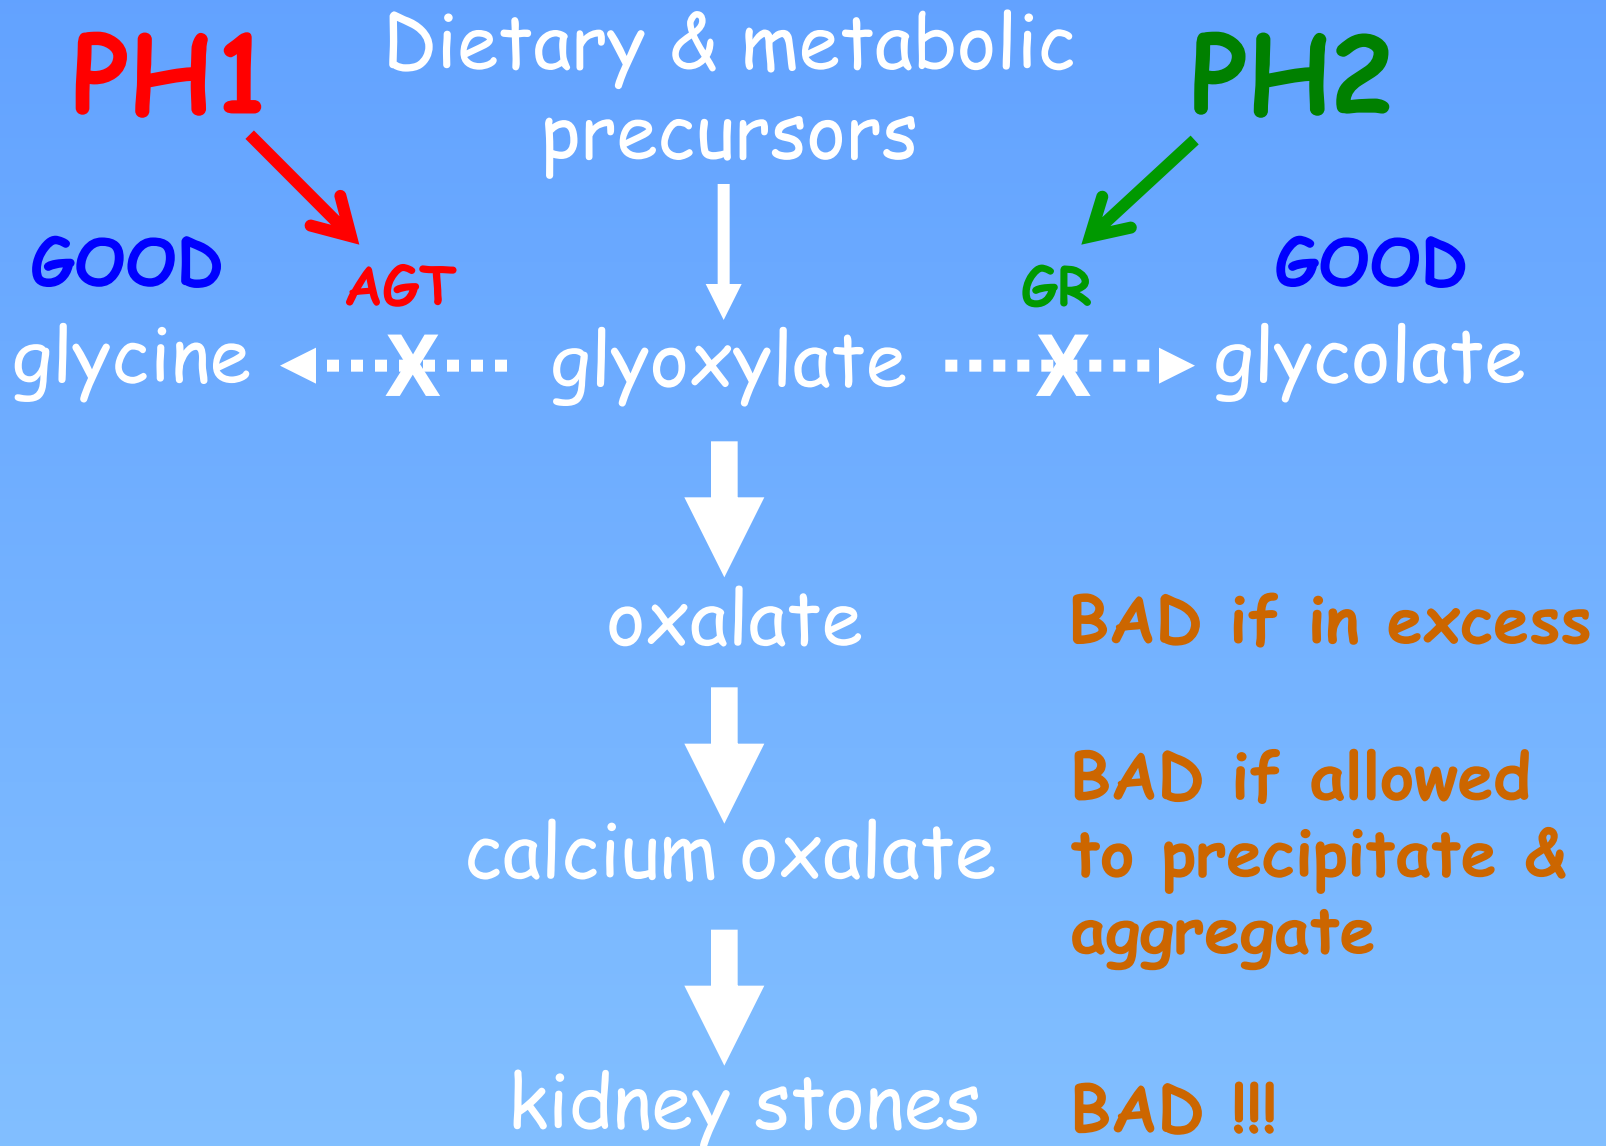 PH1
Dietary & metabolic
precursors
PH2
GOOD
AGT
GR
GOOD
glycine
X
glyoxylate
X
glycolate
oxalate
BAD if in excess
calcium oxalate
BAD if allowed
to precipitate &
aggregate
kidney stones
BAD !!!